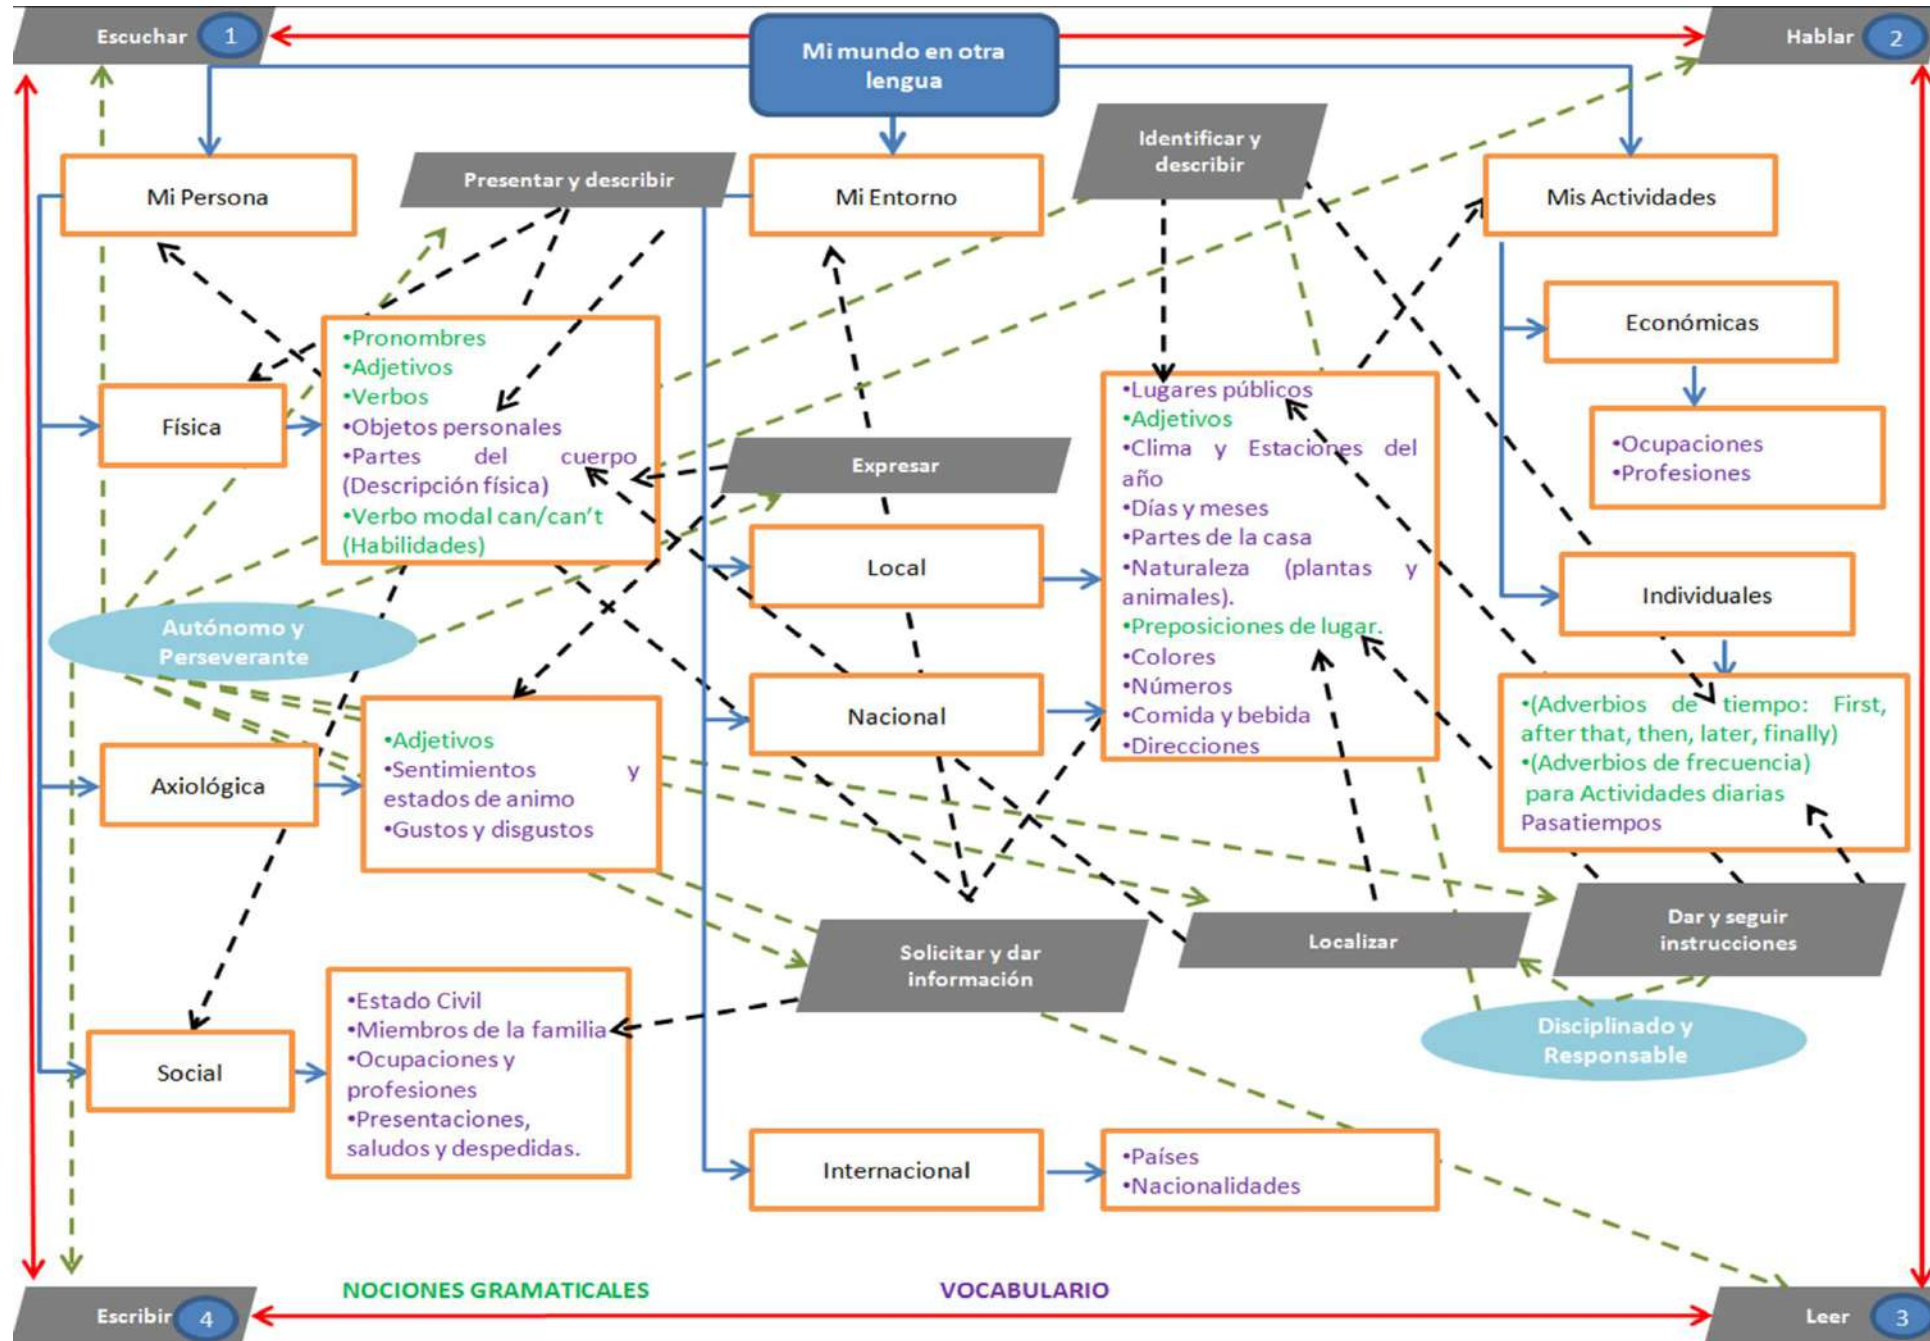 Escuchar 1
Mi mundo en otra
lengua
Hablar 2
Mi Persona
Presentar y describir
Mi Entorno
Identificar y
describir
Mis Actividades
Económicas
•Ocupaciones
•Profesiones
Individuales
•(Adverbios de tiempo: First,
after that, then, later, finally)
•(Adverbios de frecuencia)
para Actividades diarias
Pasatiempos
Física
•Pronombres
•Adjetivos
•Verbos
•Objetos personales
•Partes del cuerpo
(Descripción física)
•Verbo modal can/can't
(Habilidades)
Expresar
Local
•Lugares públicos
•Adjetivos
•Clima y Estaciones del
año
•Días y meses
•Partes de la casa
•Naturaleza (plantas y
animales).
•Preposiciones de lugar.
•Colores
•Números
•Comida y bebida
•Direcciones
Autónomo y
Perseverante
Nacional
Axiológica
•Adjetivos
•Sentimientos y
estados de animo
•Gustos y disgustos
Solicitar y dar
información
Localizar
Dar y seguir
instrucciones
Disciplinado y
Responsable
Social
•Estado Civil
•Miembros de la familia
•Ocupaciones y
profesiones
•Presentaciones,
saludos y despedidas.
Internacional
•Países
•Nacionalidades
NOCIONES GRAMATICALES
VOCABULARIO
Escribir 4
Leer 3